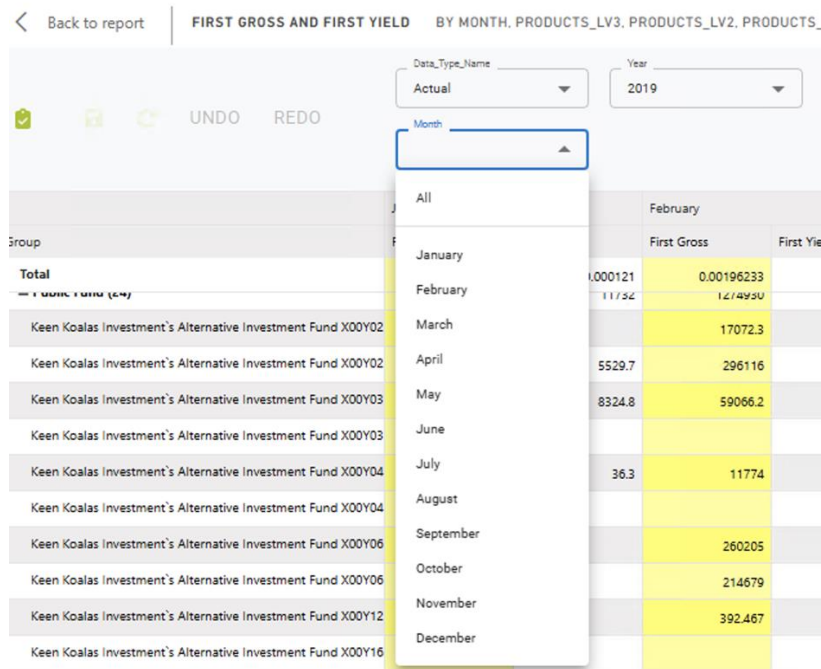 Back to report FIRST GROSS AND FIRST YIELD BY MONTH, PRODUCTS_LV3, PRODUCTS_LV2, PRODUCTS_
Data_Type_Name Year
Actual 2019
UNDO REDO
Month
All
January
February
March
April
May
June
July
August
September
October
November
December
February
Group First Gross First Yie
Total 0.000121 0.00196233
Public Fund (24) 11732 1274930
Keen Koalas Investment`s Alternative Investment Fund X00Y02 17072.3
Keen Koalas Investment`s Alternative Investment Fund X00Y02 5529.7 296116
Keen Koalas Investment`s Alternative Investment Fund X00Y03 8324.8 59066.2
Keen Koalas Investment`s Alternative Investment Fund X00Y03
Keen Koalas Investment`s Alternative Investment Fund X00Y04 36.3 11774
Keen Koalas Investment`s Alternative Investment Fund X00Y04
Keen Koalas Investment`s Alternative Investment Fund X00Y06 260205
Keen Koalas Investment`s Alternative Investment Fund X00Y06 214679
Keen Koalas Investment`s Alternative Investment Fund X00Y12 392.467
Keen Koalas Investment`s Alternative Investment Fund X00Y16